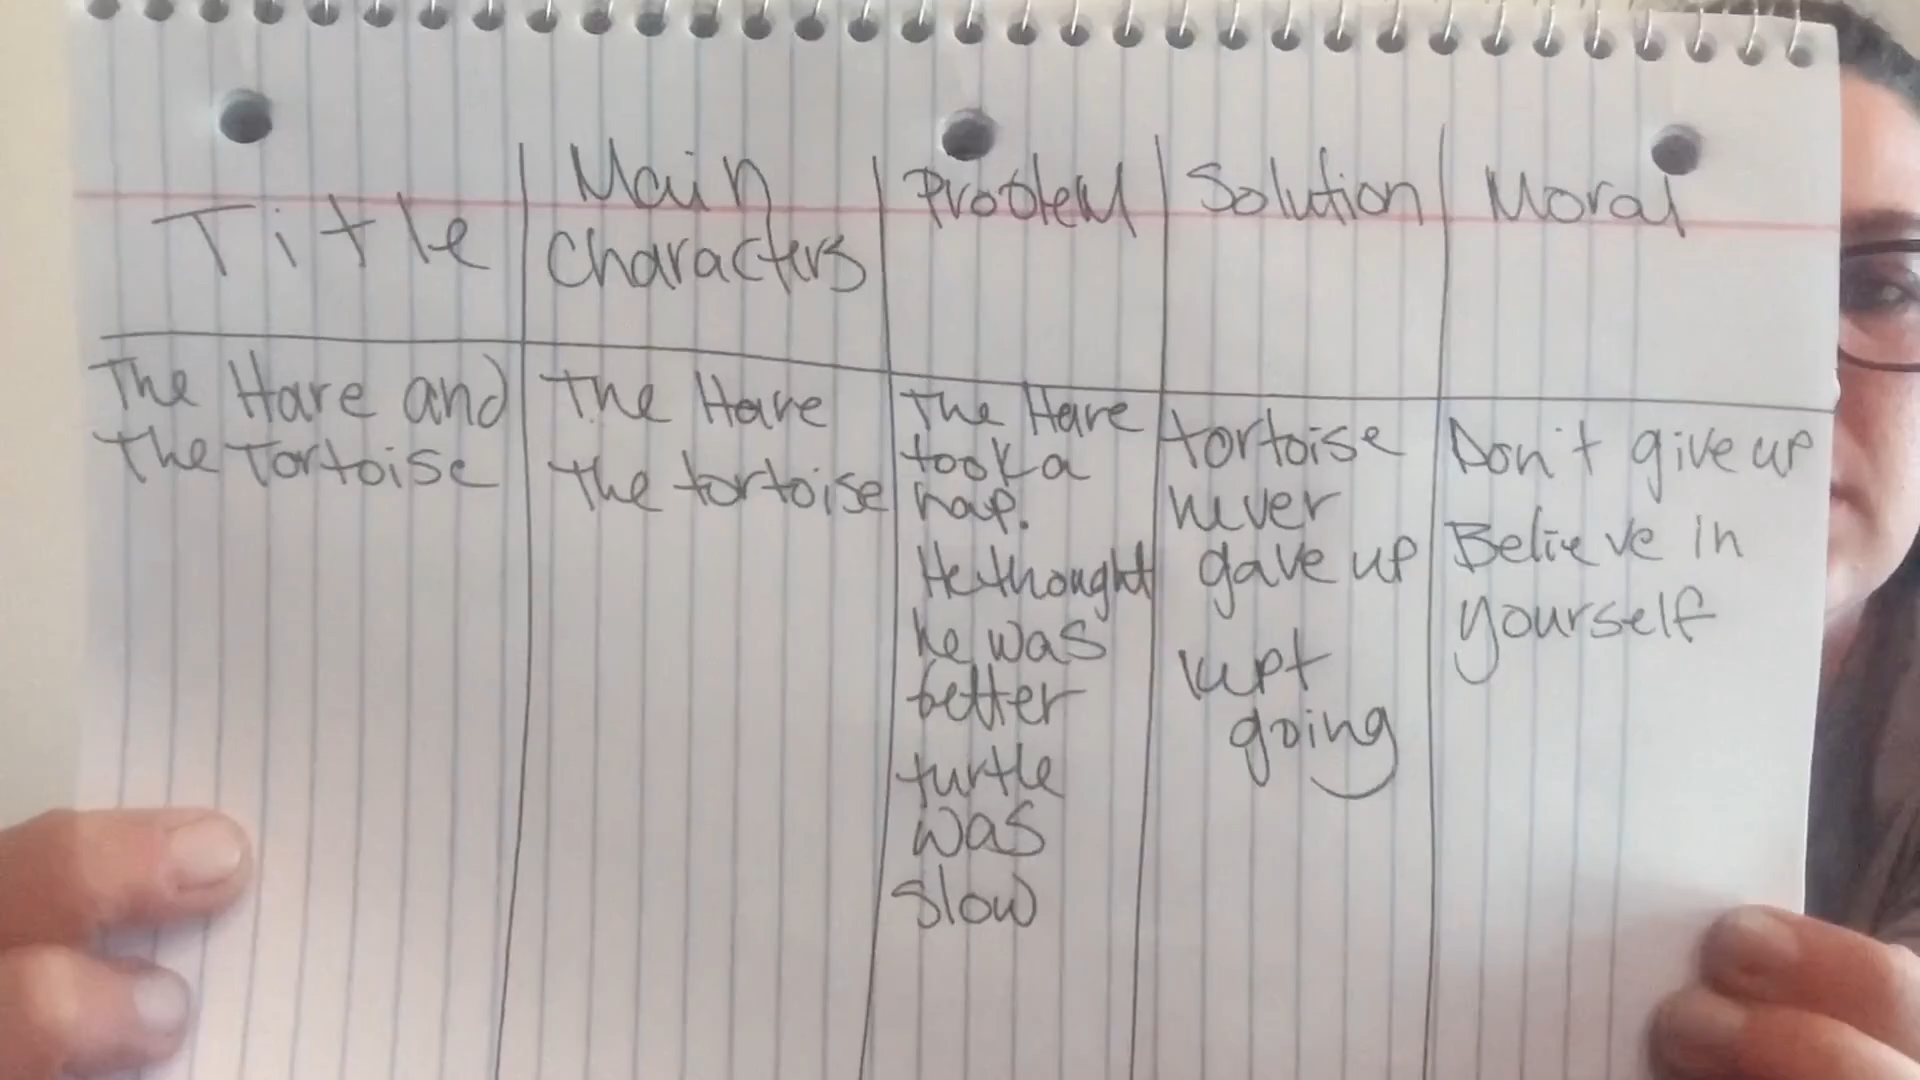 Title
Main
Characters
Problem
Solution
Moral
The Hare and
the Tortoise
The Hare
the tortoise
The Hare
took a
nap.
He thought
he was
better
turtle
was
slow
tortoise
never
gave up
kept
going
Don't give up
Believe in
yourself